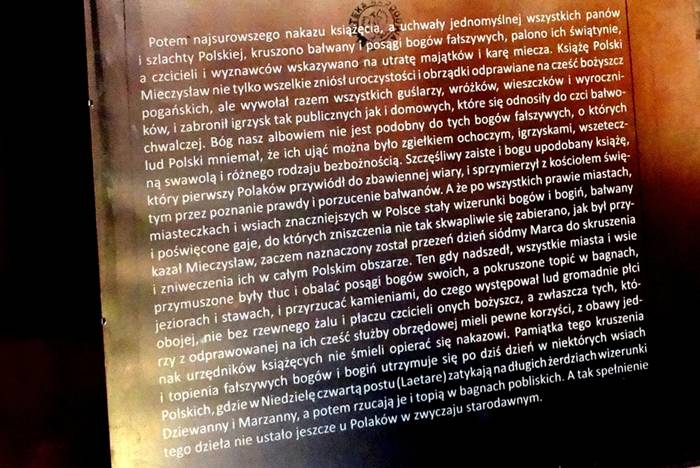 Potem najsurowszego nakazu książęcia, a uchwały jednomyślnej wszystkich panów
i szlachty Polskiej, kruszono bałwany i posągi bogów fałszywych, palono ich świątynie,
a czcicieli i wyznawców wskazywano na utratę majątków i karę miecza. Książę Polski
Mieczysław nie tylko wszelkie zniósł uroczystości i obrządki odprawiane na cześć bożyszcz
pogańskich, ale wywołał razem wszystkich guślarzy, wróżków, wieszczków i wyroczni-
ków, i zabronił igrzysk tak publicznych jak i domowych, które się odnosiły do czci bałwo-
chwalczej. Bóg nasz albowiem nie jest podobny do tych bogów fałszywych, o których
lud Polski mniemał, że ich ująć można było zgiełkiem ochoczym, igrzyskami, wszetecz-
ną swawolą i różnego rodzaju bezbożnością. Szczęśliwy zaiste i bogu upodobany książę,
który pierwszy Polaków przywiódł do zbawiennej wiary, i sprzymierzył z kościołem świę-
tym przez poznanie prawdy i porzucenie bałwanów. A że po wszystkich prawie miastach,
miasteczkach i wsiach znaczniejszych w Polsce stały wizerunki bogów i bogiń, bałwany
i poświęcone gaje, do których zniszczenia nie tak skwapliwie się zabierano, jak był przy-
kazał Mieczysław, zaczem naznaczony został przezeń dzień siódmy Marca do skruszenia
i zniweczenia ich w całym Polskim obszarze. Ten gdy nadszedł, wszystkie miasta i wsie
przymuszone były tłuc i obalać posągi bogów swoich, a pokruszone topić w bagnach,
jeziorach i stawach, i przyrzucać kamieniami, do czego występował lud gromadnie płci
obojej, nie bez rzewnego żalu i płaczu czcicieli onych bożyszcz, a zwłaszcza tych, któ-
rzy z odprawowanej na ich cześć służby obrzędowej mieli pewne korzyści, z obawy jed-
nak urzędników książęcych nie śmieli opierać się nakazowi. Pamiątka tego kruszenia
i topienia fałszywych bogów i bogiń utrzymuje się po dziś dzień w niektórych wsiach
Polskich, gdzie w Niedzielę czwartą postu (Laetare) zatykają na długich żerdziach wizerunki
Dziewanny i Marzanny, a potem rzucają je i topią w bagnach pobliskich. A tak spełnienie
tego dzieła nie ustało jeszcze u Polaków w zwyczaju starodawnym.